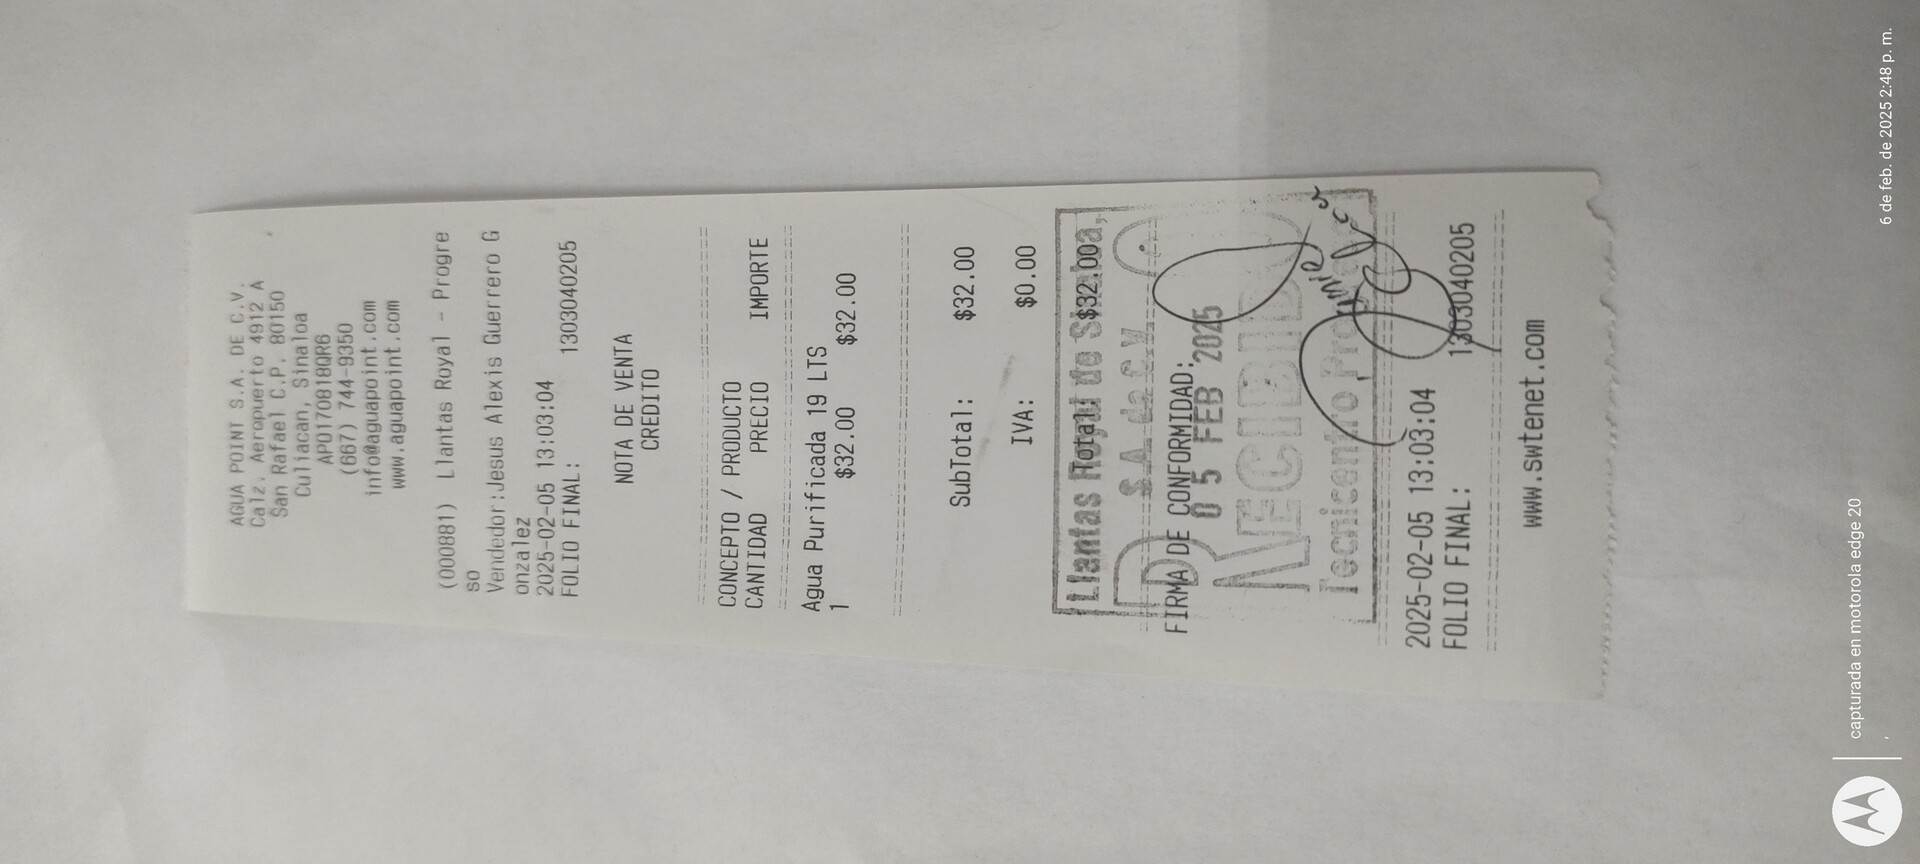 AGUA POINT S.A. DE C.V.
Calz. Aeropuerto 4912 A
San Rafael C.P. 80150
Culiacan, Sinaloa
APO170818QR6
(667) 744-9350
info@aguapoint.com
www.aguapoint.com
(000881) Llantas Royal - Progre
so
Vendedor:Jesus Alexis Guerrero G
onzalez
2025-02-05 13:03:04
FOLIO FINAL: 1303040205
NOTA DE VENTA
CREDITO
CONCEPTO / PRODUCTO
CANTIDAD PRECIO IMPORTE
Agua Purificada 19 LTS
1 $32.00 $32.00
SubTotal: $32.00
IVA: $0.00
Total: $32.00
Llantas Royal de Sinaloa,
S.A. de C.V.
FIRMA DE CONFORMIDAD:
05 FEB 2025
RECIBIDO
Tecnicentro
2025-02-05 13:03:04
FOLIO FINAL: 1303040205
www.swtenet.com
capturada en motorola edge 20
6 de feb. de 2025 2:48 p. m.